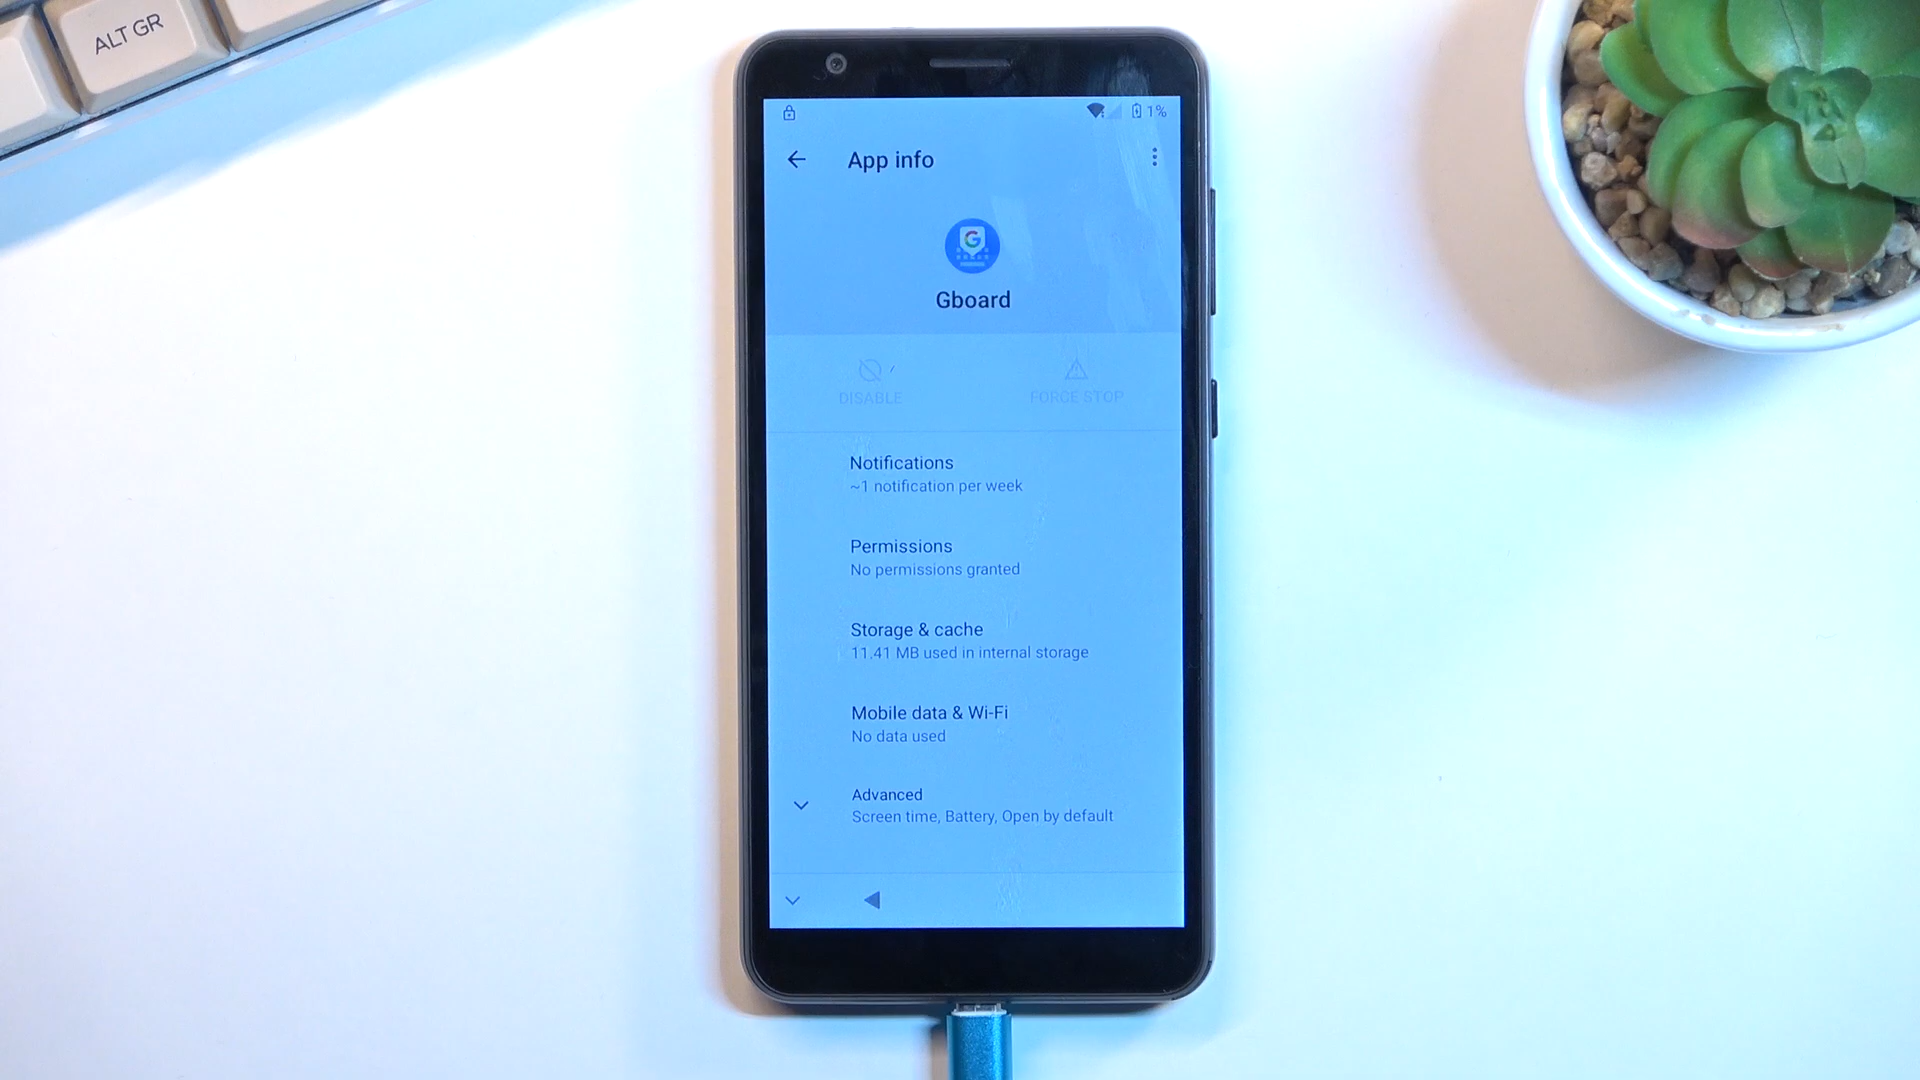 ALT GR
1%
App info
G
Gboard
DISABLE
FORCE STOP
Notifications
~1 notification per week
Permissions
No permissions granted
Storage & cache
11.41 MB used in internal storage
Mobile data & Wi-Fi
No data used
Advanced
Screen time, Battery, Open by default